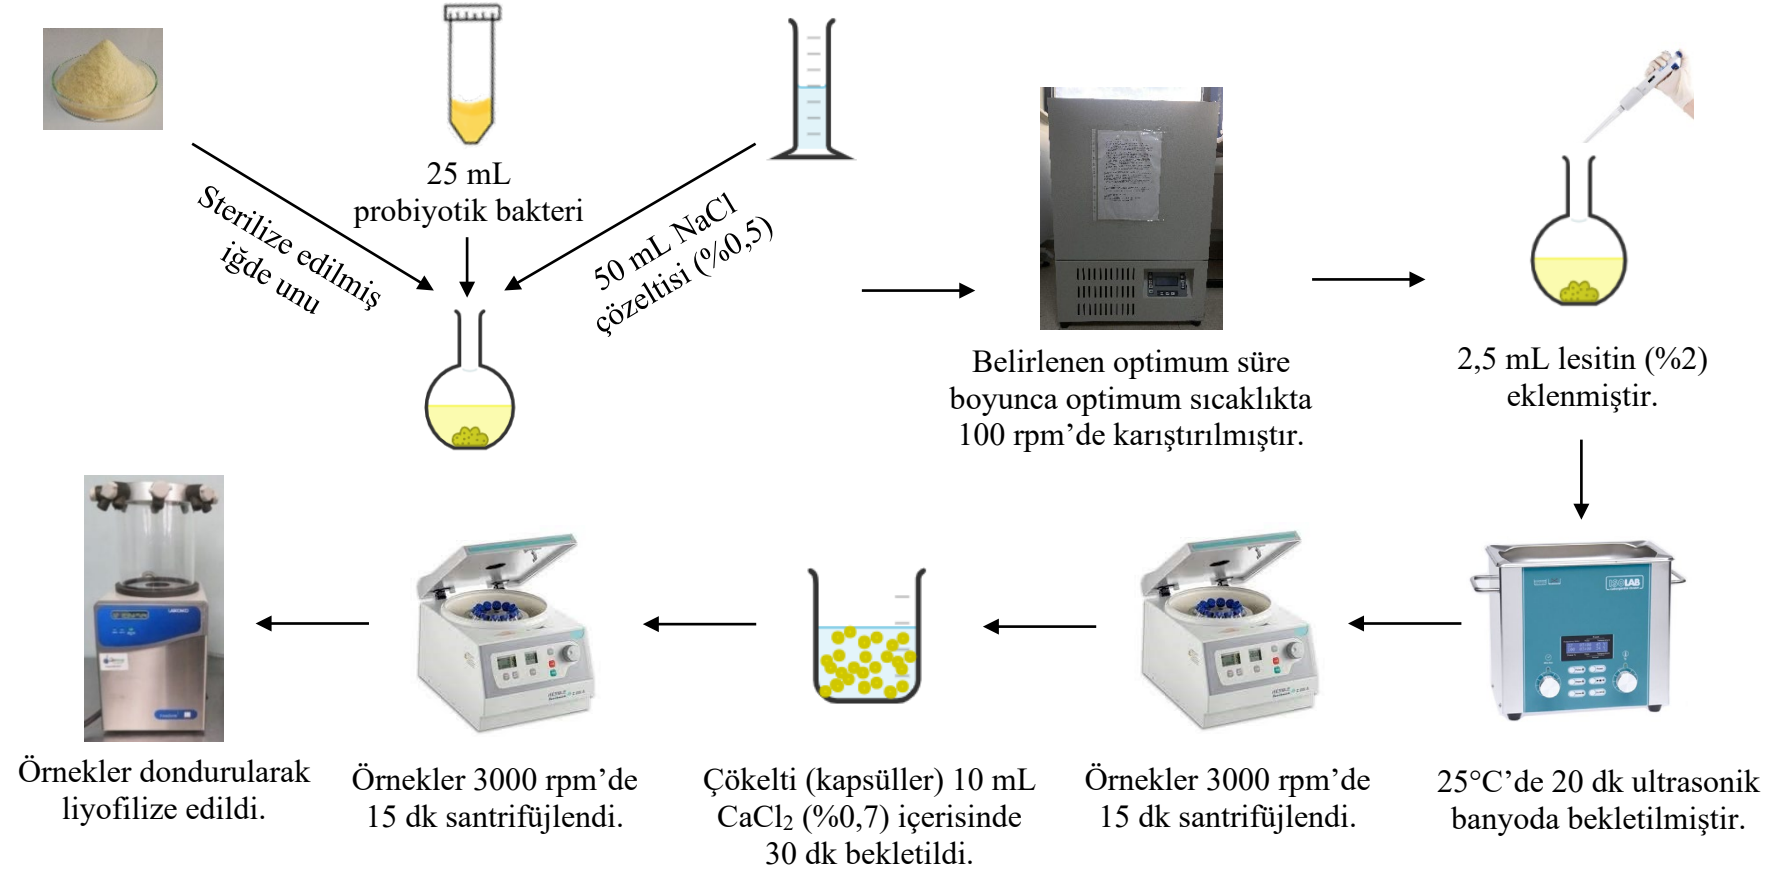 25 mL
probiyotik bakteri
Sterilize edilmiş
iğde unu
50 mL NaCl
çözeltisi (%0,5)
Belirlenen optimum süre
boyunca optimum sıcaklıkta
100 rpm’de karıştırılmıştır.
2,5 mL lesitin (%2)
eklenmiştir.
ISOLAB
25°C’de 20 dk ultrasonik
banyoda bekletilmiştir.
Örnekler 3000 rpm’de
15 dk santrifüjlendi.
Çökelti (kapsüller) 10 mL
CaCl₂ (%0,7) içerisinde
30 dk bekletildi.
Örnekler 3000 rpm’de
15 dk santrifüjlendi.
Örnekler dondurularak
liyofilize edildi.